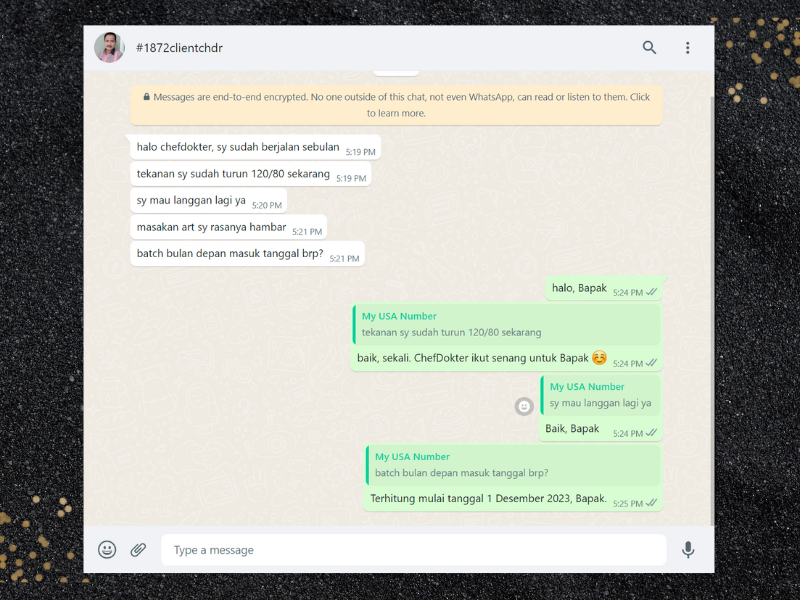 #1872clientchdr
Messages are end-to-end encrypted. No one outside of this chat, not even WhatsApp, can read or listen to them. Click
to learn more.
halo chefdokter, sy sudah berjalan sebulan 5:19 PM
tekanan sy sudah turun 120/80 sekarang 5:19 PM
sy mau langgan lagi ya 5:20 PM
masakan art sy rasanya hambar 5:21 PM
batch bulan depan masuk tanggal brp? 5:21 PM
halo, Bapak 5:24 PM
My USA Number
tekanan sy sudah turun 120/80 sekarang
baik, sekali. ChefDokter ikut senang untuk Bapak ☺️ 5:24 PM
My USA Number
sy mau langgan lagi ya
Baik, Bapak 5:24 PM
My USA Number
batch bulan depan masuk tanggal brp?
Terhitung mulai tanggal 1 Desember 2023, Bapak. 5:25 PM
Type a message